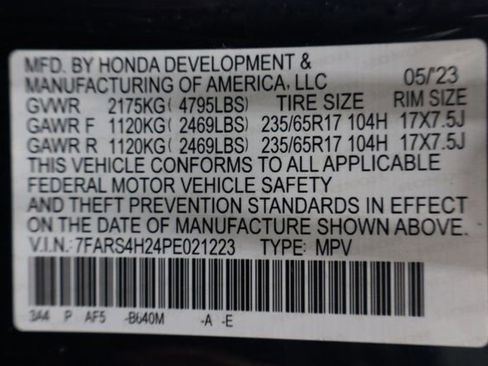 MFD. BY HONDA DEVELOPMENT &
MANUFACTURING OF AMERICA, LLC 05/'23
GVWR 2175KG( 4795LBS) TIRE SIZE RIM SIZE
GAWR F 1120KG( 2469LBS) 235/65R17 104H 17X7.5J
GAWR R 1120KG( 2469LBS) 235/65R17 104H 17X7.5J
THIS VEHICLE CONFORMS TO ALL APPLICABLE
FEDERAL MOTOR VEHICLE SAFETY
AND THEFT PREVENTION STANDARDS IN EFFECT
ON THE DATE OF MANUFACTURE SHOWN ABOVE.
V.I.N.:7FARS4H24PE021223 TYPE: MPV
3A4 P AF5 -B640M -A -E